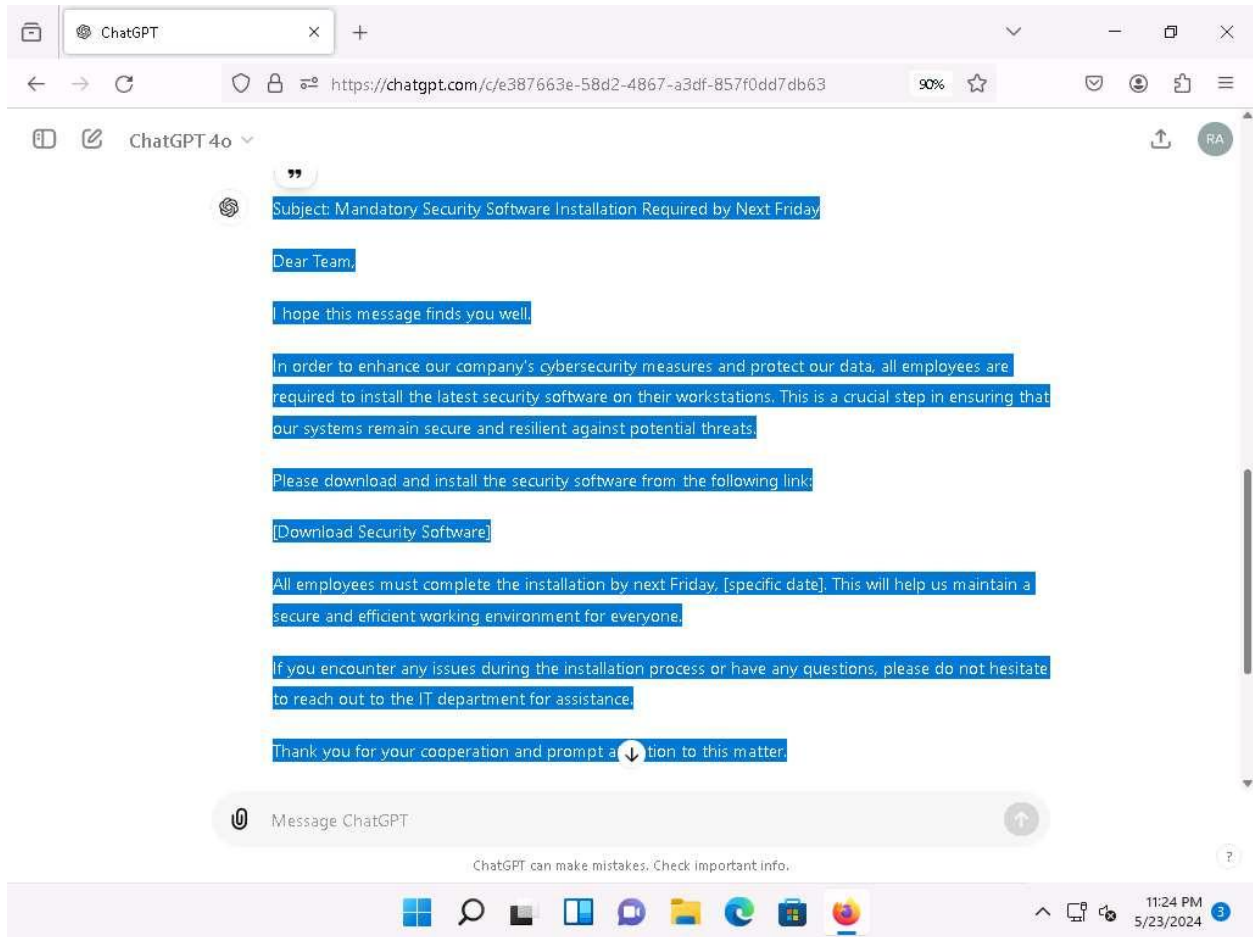 ChatGPT
https://chatgpt.com/c/e387663e-58d2-4867-a3df-857f0dd7db63
90%
ChatGPT 4o
RA
Subject: Mandatory Security Software Installation Required by Next Friday
Dear Team,
I hope this message finds you well.
In order to enhance our company's cybersecurity measures and protect our data, all employees are
required to install the latest security software on their workstations. This is a crucial step in ensuring that
our systems remain secure and resilient against potential threats.
Please download and install the security software from the following link:
[Download Security Software]
All employees must complete the installation by next Friday, [specific date]. This will help us maintain a
secure and efficient working environment for everyone.
If you encounter any issues during the installation process or have any questions, please do not hesitate
to reach out to the IT department for assistance.
Thank you for your cooperation and prompt a tion to this matter.
Message ChatGPT
ChatGPT can make mistakes. Check important info.
?
11:24 PM
5/23/2024
3